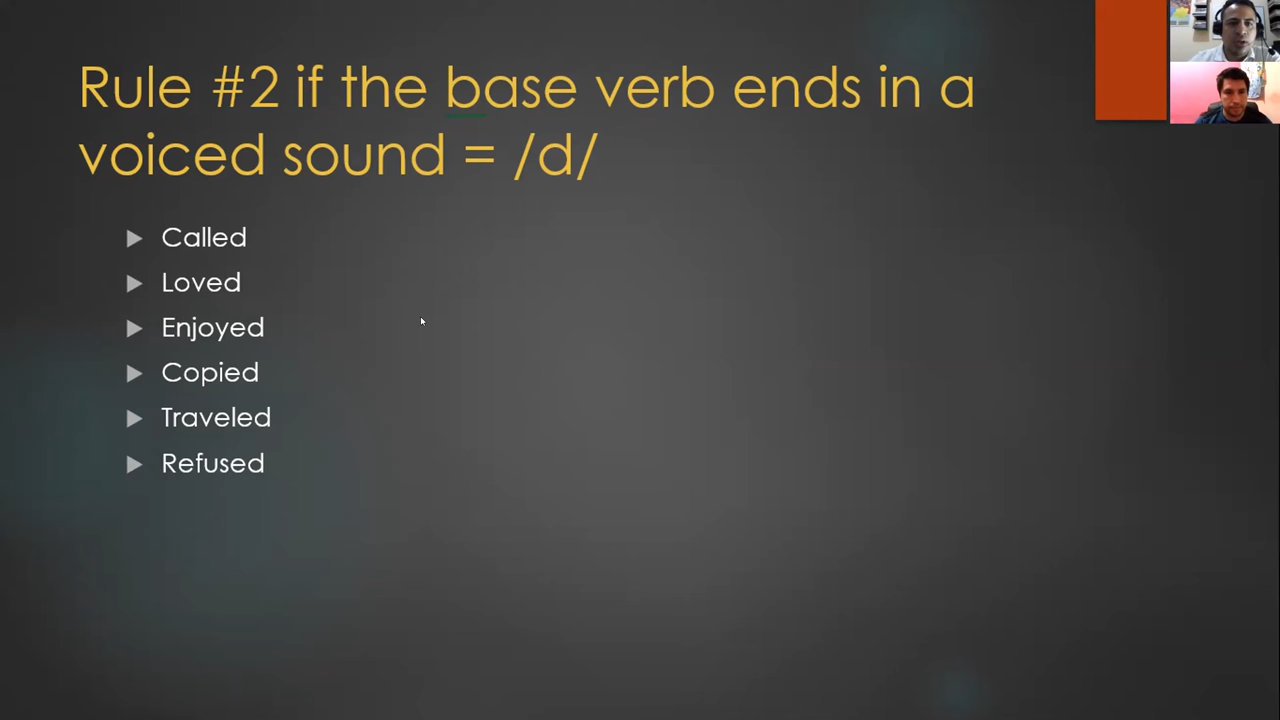 Rule #2 if the base verb ends in a
voiced sound = /d/
Called
Loved
Enjoyed
Copied
Traveled
Refused